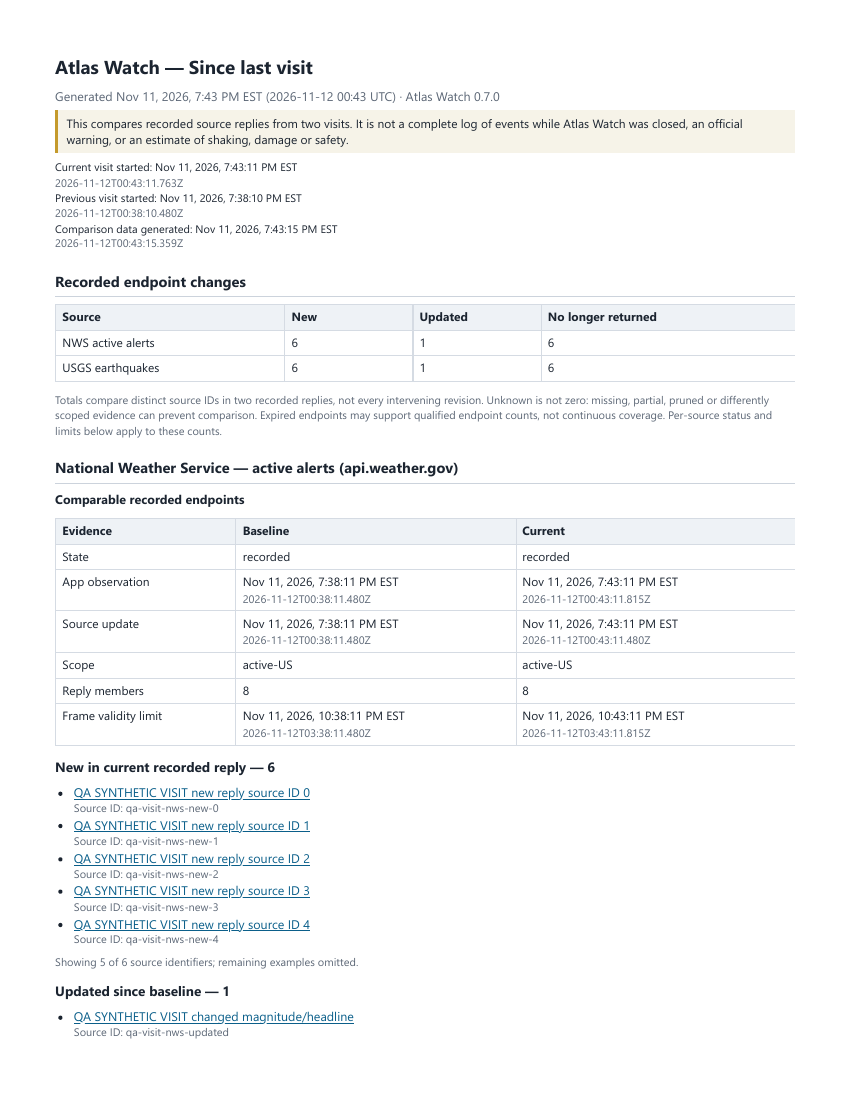 Atlas Watch — Since last visit
Generated Nov 11, 2026, 7:43 PM EST (2026-11-12 00:43 UTC) · Atlas Watch 0.7.0
This compares recorded source replies from two visits. It is not a complete log of events while Atlas Watch was closed, an official
warning, or an estimate of shaking, damage or safety.
Current visit started: Nov 11, 2026, 7:43:11 PM EST
2026-11-12T00:43:11.763Z
Previous visit started: Nov 11, 2026, 7:38:10 PM EST
2026-11-12T00:38:10.480Z
Comparison data generated: Nov 11, 2026, 7:43:15 PM EST
2026-11-12T00:43:15.359Z
Recorded endpoint changes
Source New Updated No longer returned
NWS active alerts 6 1 6
USGS earthquakes 6 1 6
Totals compare distinct source IDs in two recorded replies, not every intervening revision. Unknown is not zero: missing, partial, pruned or differently
scoped evidence can prevent comparison. Expired endpoints may support qualified endpoint counts, not continuous coverage. Per-source status and
limits below apply to these counts.
National Weather Service — active alerts (api.weather.gov)
Comparable recorded endpoints
Evidence Baseline Current
State recorded recorded
App observation Nov 11, 2026, 7:38:11 PM EST Nov 11, 2026, 7:43:11 PM EST
2026-11-12T00:38:11.480Z 2026-11-12T00:43:11.815Z
Source update Nov 11, 2026, 7:38:11 PM EST Nov 11, 2026, 7:43:11 PM EST
2026-11-12T00:38:11.480Z 2026-11-12T00:43:11.480Z
Scope active-US active-US
Reply members 8 8
Frame validity limit Nov 11, 2026, 10:38:11 PM EST Nov 11, 2026, 10:43:11 PM EST
2026-11-12T03:38:11.480Z 2026-11-12T03:43:11.815Z
New in current recorded reply — 6
• QA SYNTHETIC VISIT new reply source ID 0
Source ID: qa-visit-nws-new-0
• QA SYNTHETIC VISIT new reply source ID 1
Source ID: qa-visit-nws-new-1
• QA SYNTHETIC VISIT new reply source ID 2
Source ID: qa-visit-nws-new-2
• QA SYNTHETIC VISIT new reply source ID 3
Source ID: qa-visit-nws-new-3
• QA SYNTHETIC VISIT new reply source ID 4
Source ID: qa-visit-nws-new-4
Showing 5 of 6 source identifiers; remaining examples omitted.
Updated since baseline — 1
• QA SYNTHETIC VISIT changed magnitude/headline
Source ID: qa-visit-nws-updated